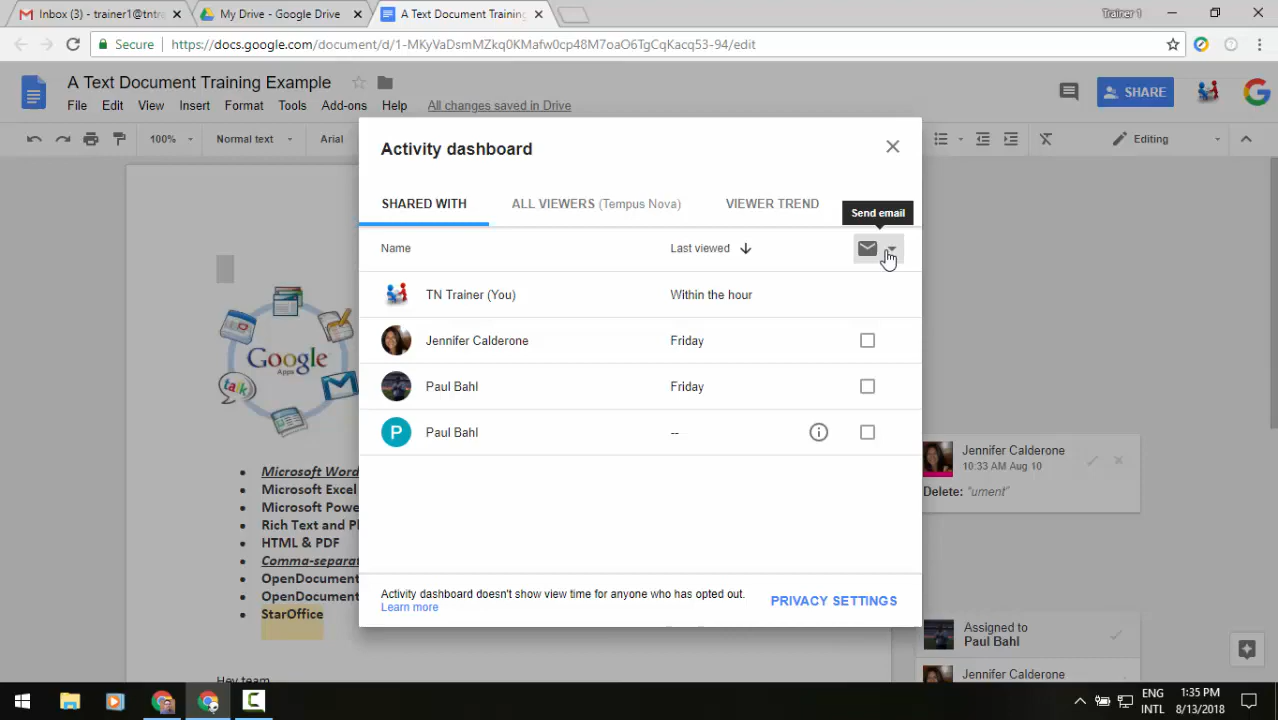 Inbox (3) - trainer1@tntra
My Drive - Google Drive
A Text Document Training
Trainer 1
Secure
https://docs.google.com/document/d/1-MKyVaDsmMZkq0KMafw0cp48M7oaO6TgCqKacq53-94/edit
A Text Document Training Example
File Edit View Insert Format Tools Add-ons Help All changes saved in Drive
SHARE
100% Normal text Arial
Editing
Activity dashboard
SHARED WITH ALL VIEWERS (Tempus Nova) VIEWER TREND
Send email
Name Last viewed
TN Trainer (You) Within the hour
Jennifer Calderone Friday
Paul Bahl Friday
P Paul Bahl --
Activity dashboard doesn't show view time for anyone who has opted out.
Learn more
PRIVACY SETTINGS
Google
Apps
talk
Microsoft Word
Microsoft Excel
Microsoft Powe
Rich Text and Pl
HTML & PDF
Comma-separat
OpenDocument
OpenDocument
StarOffice
Hey team
Jennifer Calderone
10:33 AM Aug 10
Delete: "ument"
Assigned to
Paul Bahl
Jennifer Calderone
ENG
INTL
1:35 PM
8/13/2018